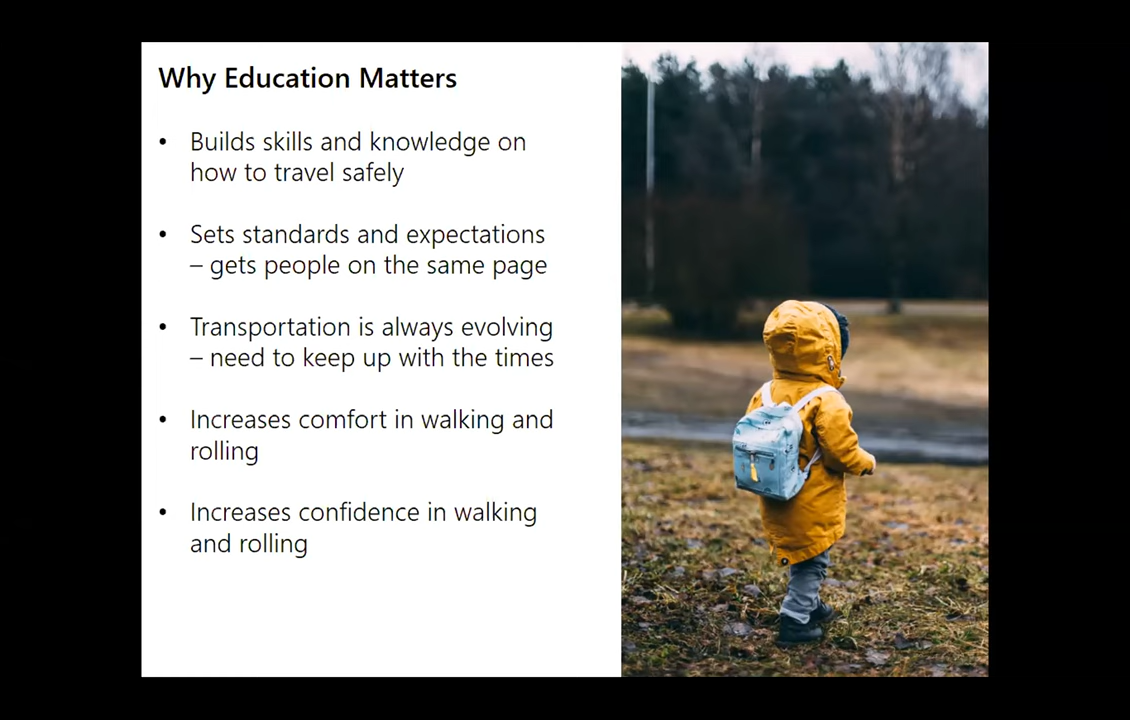 Why Education Matters
• Builds skills and knowledge on
how to travel safely
• Sets standards and expectations
– gets people on the same page
• Transportation is always evolving
– need to keep up with the times
• Increases comfort in walking and
rolling
• Increases confidence in walking
and rolling